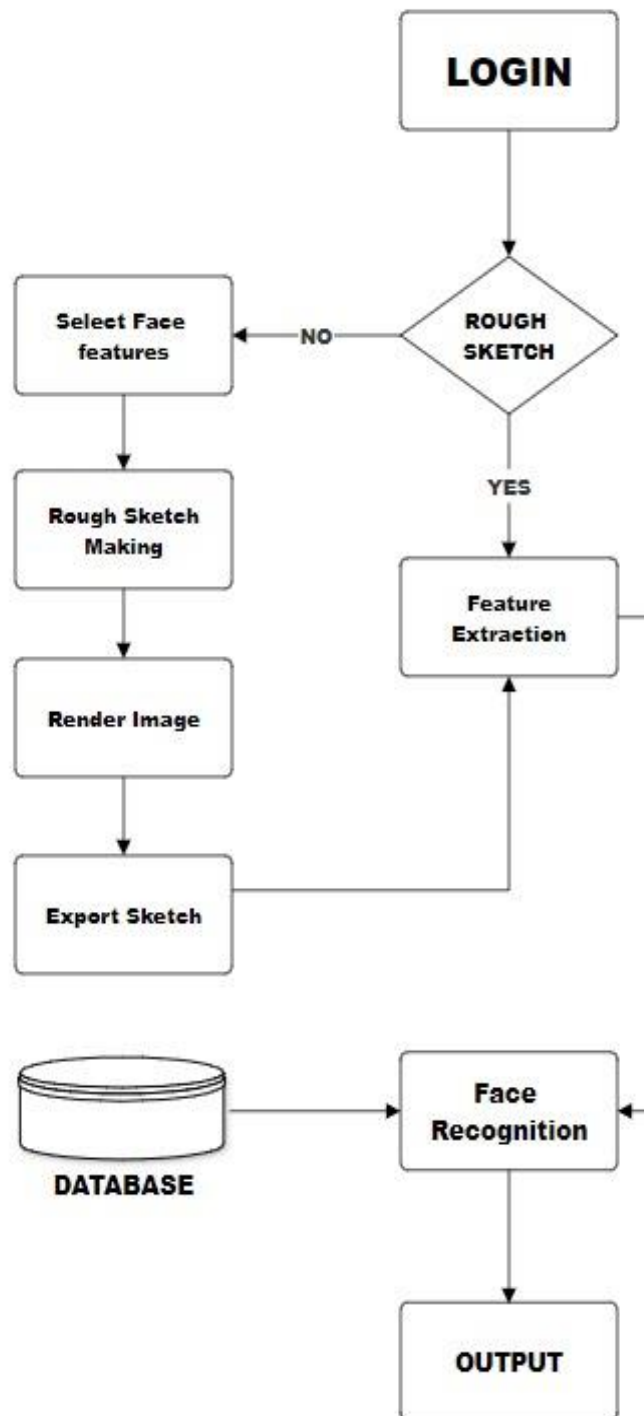 LOGIN
ROUGH
SKETCH
NO
Select Face
features
YES
Rough Sketch
Making
Feature
Extraction
Render Image
Export Sketch
DATABASE
Face
Recognition
OUTPUT